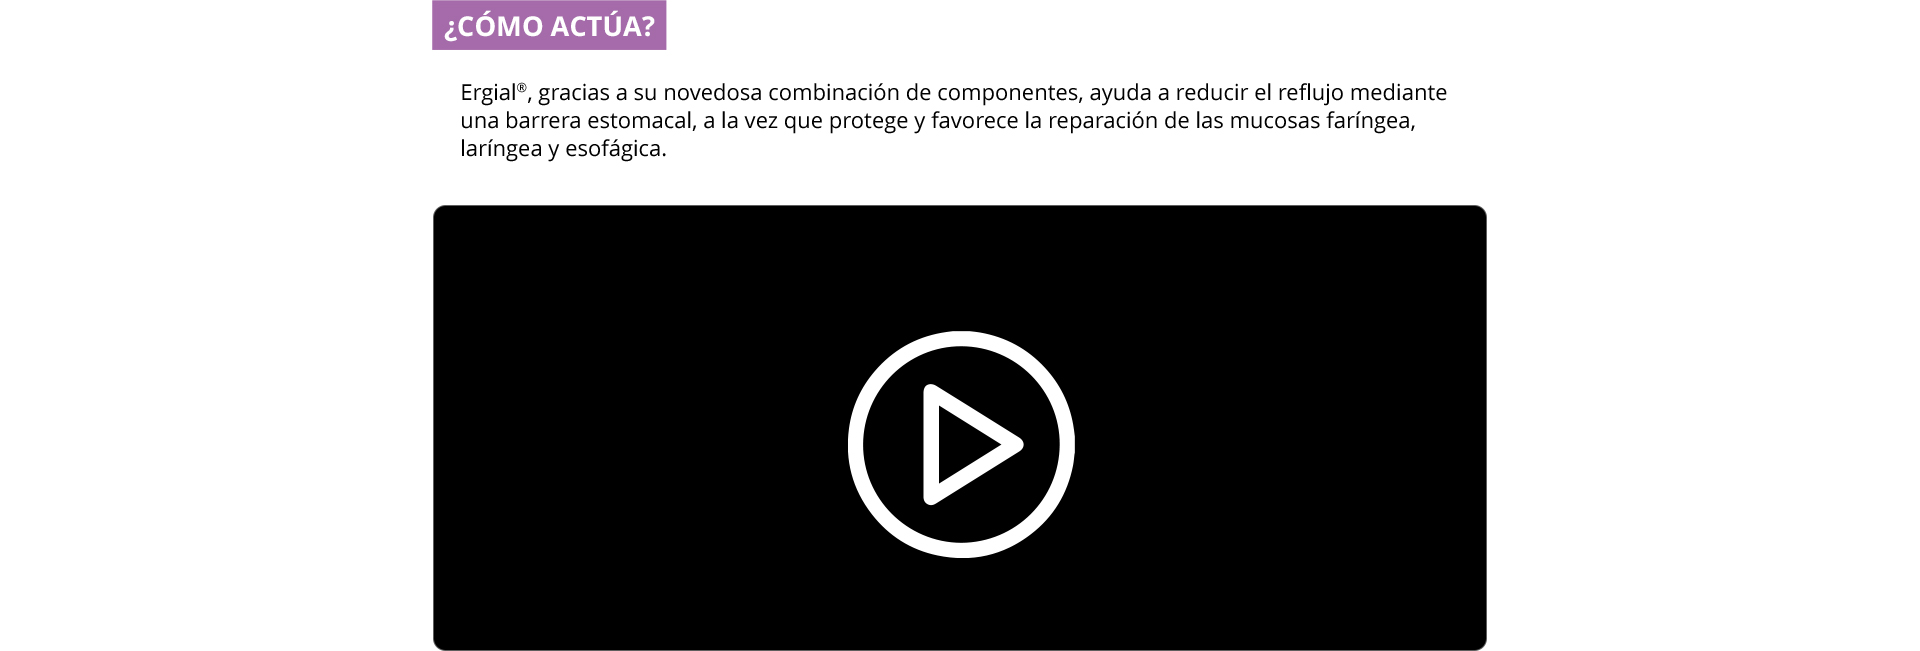 ¿CÓMO ACTÚA?
Ergial®, gracias a su novedosa combinación de componentes, ayuda a reducir el reflujo mediante
una barrera estomacal, a la vez que protege y favorece la reparación de las mucosas faríngea,
laríngea y esofágica.